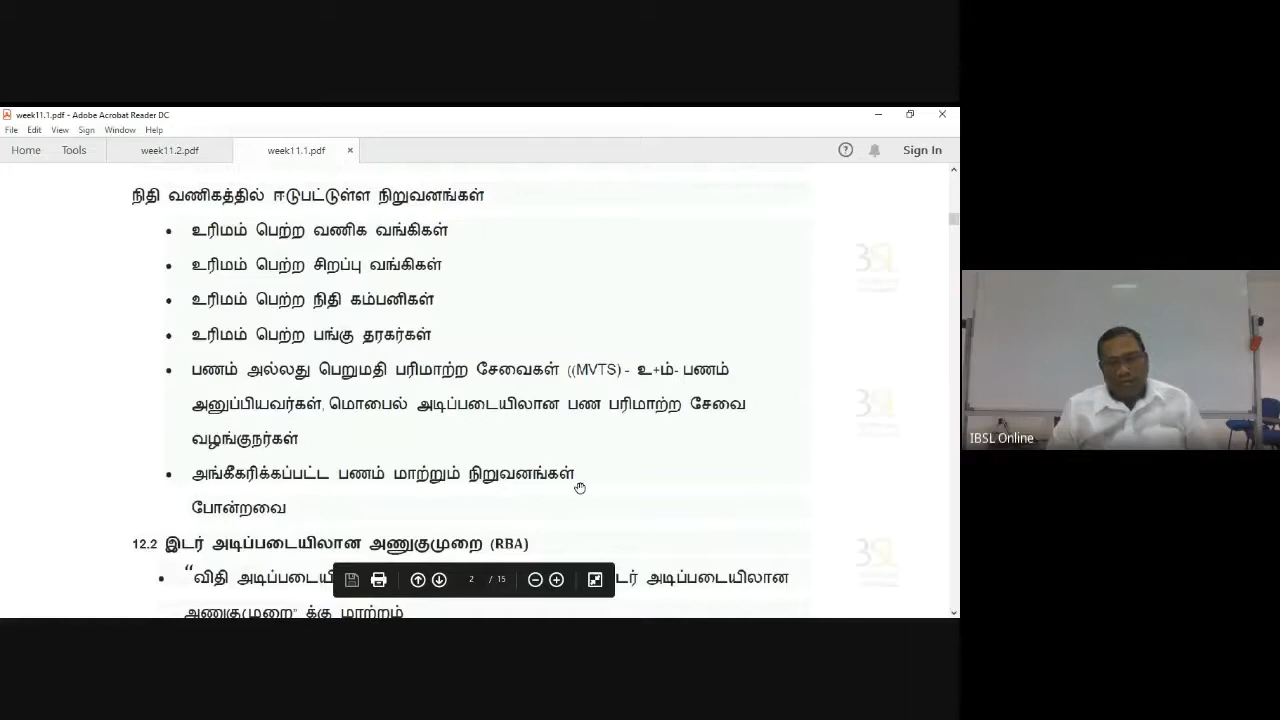 week11.1.pdf - Adobe Acrobat Reader DC
File Edit View Sign Window Help
Home Tools week11.2.pdf week11.1.pdf × Sign In
நிதி வணிகத்தில் ஈடுபட்டுள்ள நிறுவனங்கள்
• உரிமம் பெற்ற வணிக வங்கிகள்
• உரிமம் பெற்ற சிறப்பு வங்கிகள்
• உரிமம் பெற்ற நிதி கம்பனிகள்
• உரிமம் பெற்ற பங்கு தரகர்கள்
• பணம் அல்லது பெறுமதி பரிமாற்ற சேவைகள் ((MVTS) - உ+ம்- பணம்
அனுப்பியவர்கள், மொபைல் அடிப்படையிலான பண பரிமாற்ற சேவை
வழங்குநர்கள்
• அங்கீகரிக்கப்பட்ட பணம் மாற்றும் நிறுவனங்கள்
போன்றவை
12.2 இடர் அடிப்படையிலான அணுகுமுறை (RBA)
• “விதி அடிப்படையி டர் அடிப்படையிலான
அணுகுமுறை” க்கு மாற்றம்
2 / 15
IBSL Online